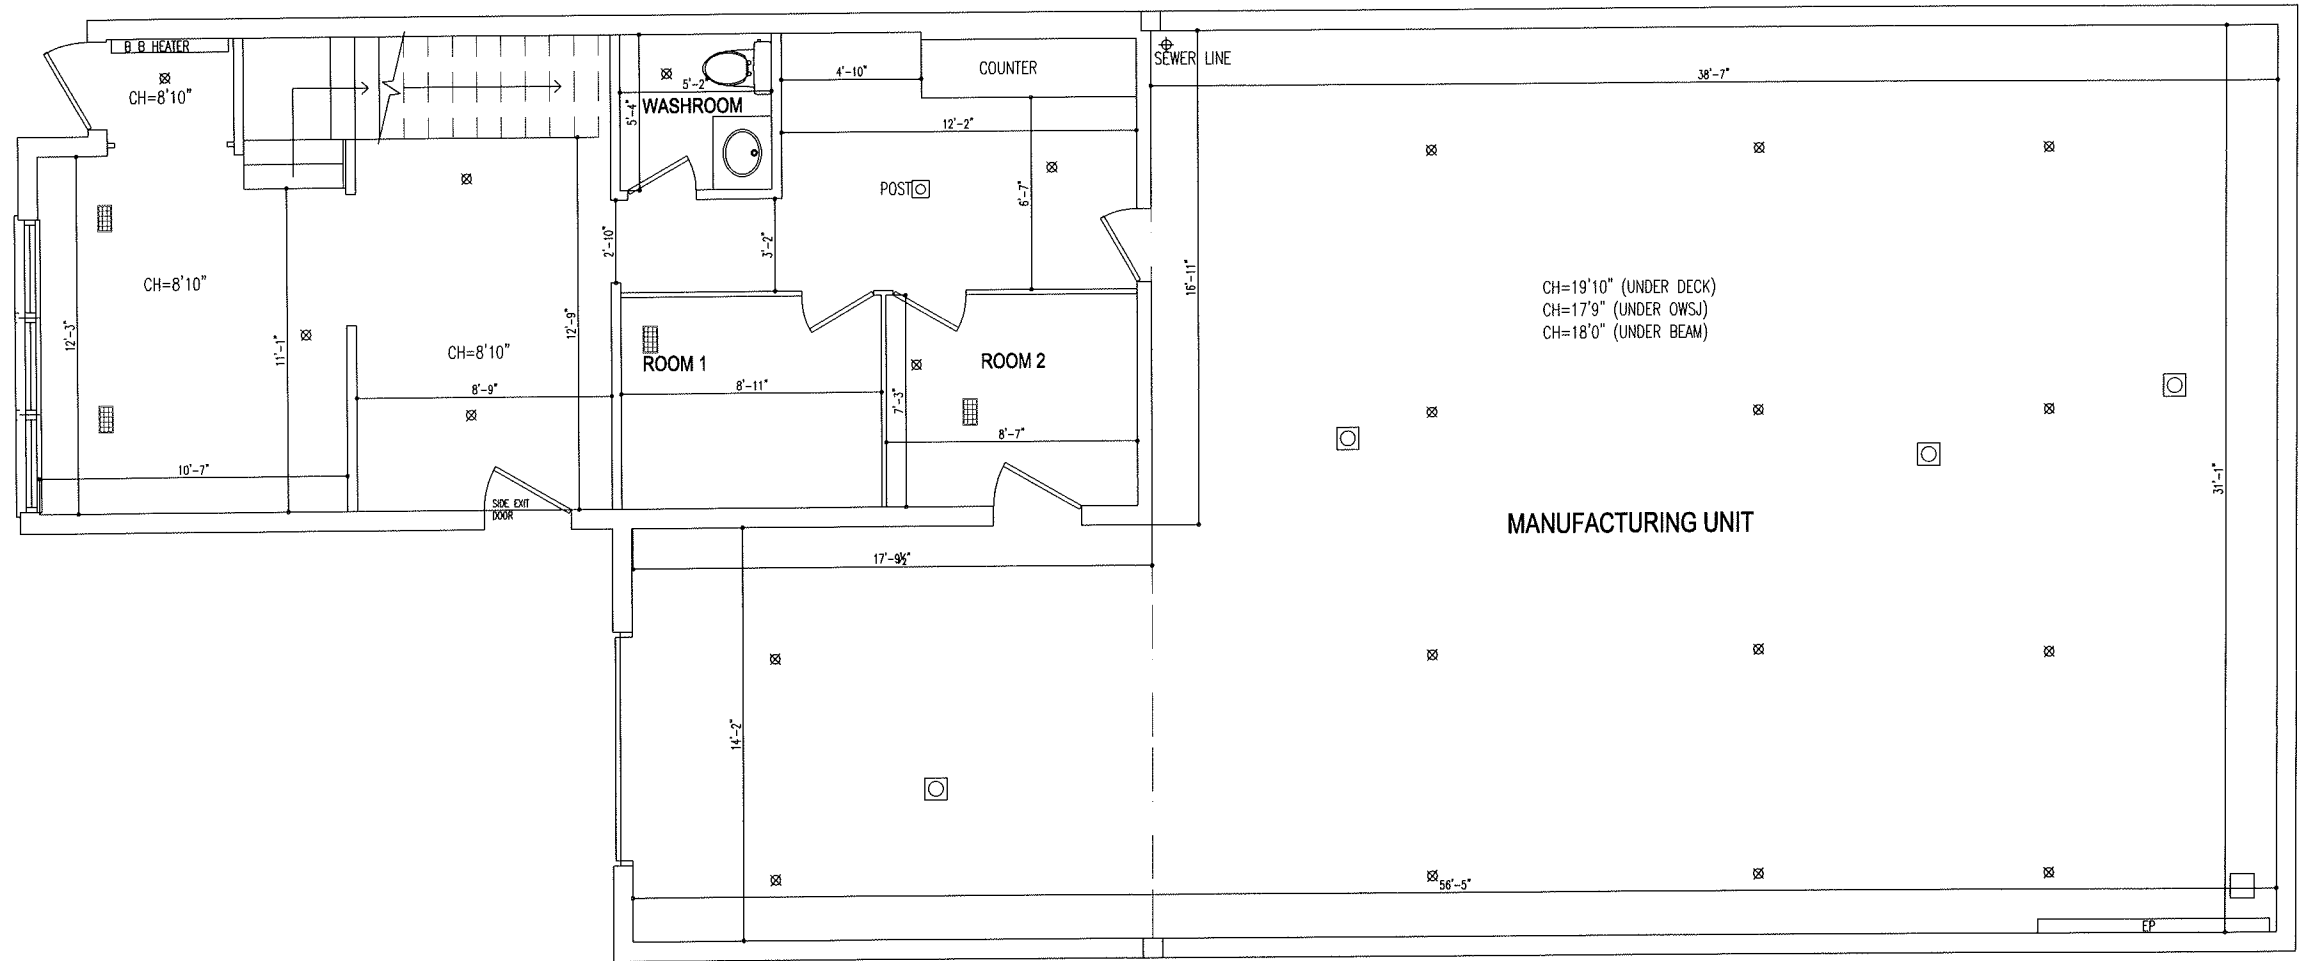 B B HEATER
CH=8'10"
5'-2"
WASHROOM
5'-4"
4'-10"
COUNTER
SEWER LINE
38'-7"
12'-2"
POST
6'-7"
2'-10"
3'-2"
16'-11"
CH=8'10"
CH=19'10" (UNDER DECK)
CH=17'9" (UNDER OWSJ)
CH=18'0" (UNDER BEAM)
12'-3"
11'-1"
CH=8'10"
12'-9"
ROOM 1
ROOM 2
8'-9"
8'-11"
7'-3"
8'-7"
10'-7"
31'-1"
SIDE EXIT
DOOR
MANUFACTURING UNIT
17'-9½"
14'-2"
56'-5"
EP